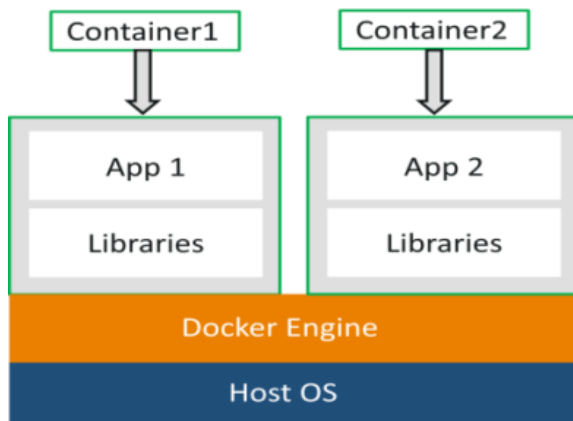 Container1
Container2
App 1
App 2
Libraries
Libraries
Docker Engine
Host OS